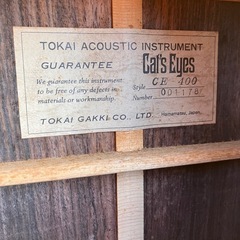 TOKAI ACOUSTIC INSTRUMENT
GUARANTEE
Cat's Eyes
We guarantee this instrument
to be free of any defects in
materials or workmanship.
Style CE-400
Number 001178
TOKAI GAKKI CO., LTD. Hamamatsu, Japan.